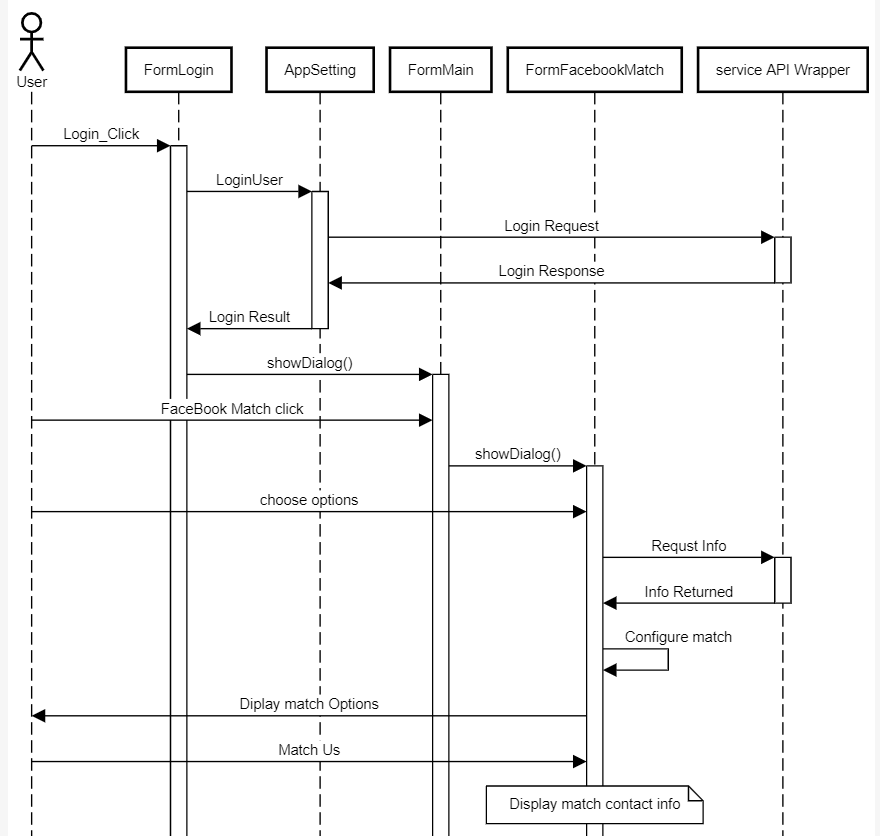 User
FormLogin
AppSetting
FormMain
FormFacebookMatch
service API Wrapper
Login_Click
LoginUser
Login Request
Login Response
Login Result
showDialog()
FaceBook Match click
showDialog()
choose options
Requst Info
Info Returned
Configure match
Diplay match Options
Match Us
Display match contact info